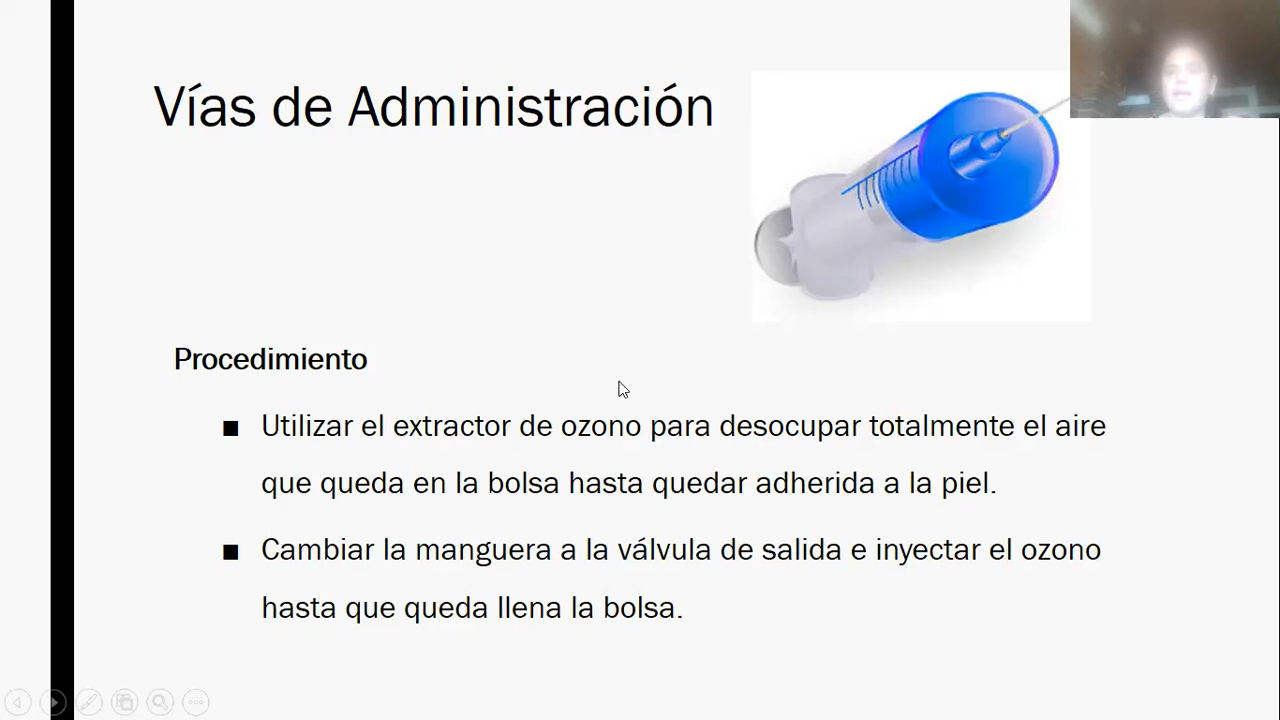 Vías de Administración
Procedimiento
■ Utilizar el extractor de ozono para desocupar totalmente el aire
que queda en la bolsa hasta quedar adherida a la piel.
■ Cambiar la manguera a la válvula de salida e inyectar el ozono
hasta que queda llena la bolsa.